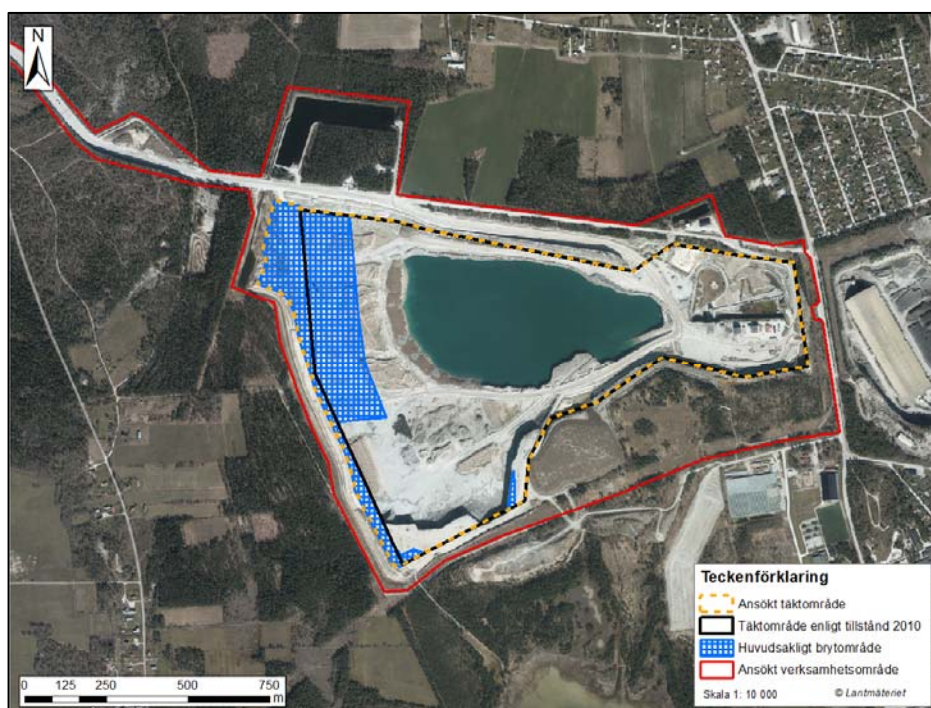 N
Teckenförklaring
Ansökt täktområde
Täktområde enligt tillstånd 2010
Huvudsakligt brytområde
Ansökt verksamhetsområde
Skala 1: 10 000 © Lantmäteriet
0 125 250 500 750
m